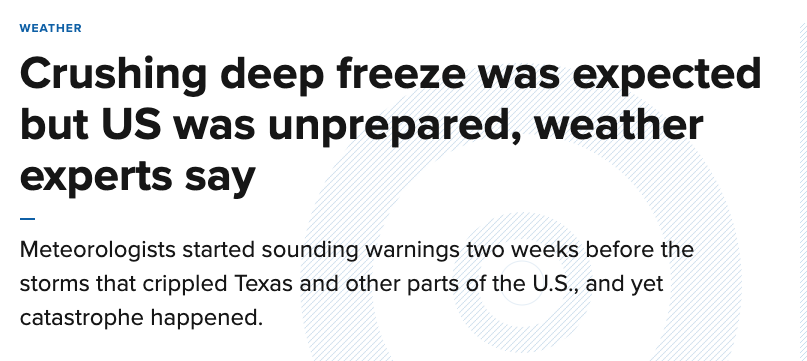 WEATHER
Crushing deep freeze was expected
but US was unprepared, weather
experts say
Meteorologists started sounding warnings two weeks before the
storms that crippled Texas and other parts of the U.S., and yet
catastrophe happened.